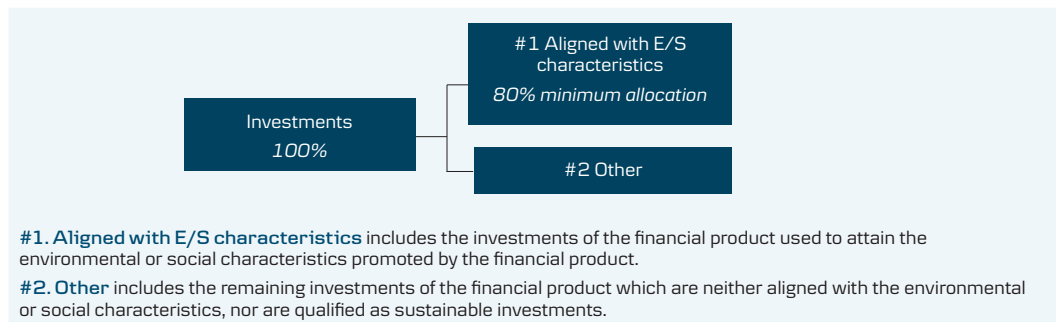 #1 Aligned with E/S
characteristics
80% minimum allocation
Investments
100%
#2 Other
#1. Aligned with E/S characteristics includes the investments of the financial product used to attain the
environmental or social characteristics promoted by the financial product.
#2. Other includes the remaining investments of the financial product which are neither aligned with the environmental
or social characteristics, nor are qualified as sustainable investments.